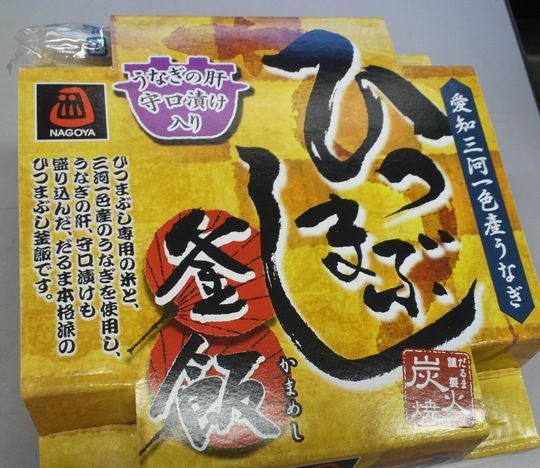 うなぎの肝
守口漬け
入り
NAGOYA
愛知三河一色産うなぎ
ひつまぶし
釜飯
かまめし
ひつまぶし専用の米と、
三河一色産のうなぎを使用し、
うなぎの肝、守口漬けも
盛り込んだ、だるま本格派の
ひつまぶし釜飯です。
だるま
謹製
炭火
焼